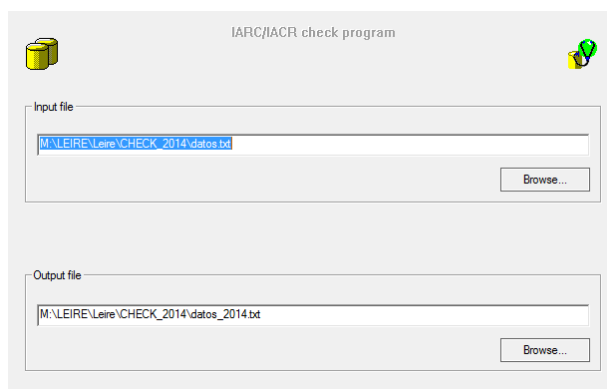 IARC/IACR check program
Input file
M:\LEIRE\Leire\CHECK_2014\datos.txt
Browse...
Output file
M:\LEIRE\Leire\CHECK_2014\datos_2014.txt
Browse...